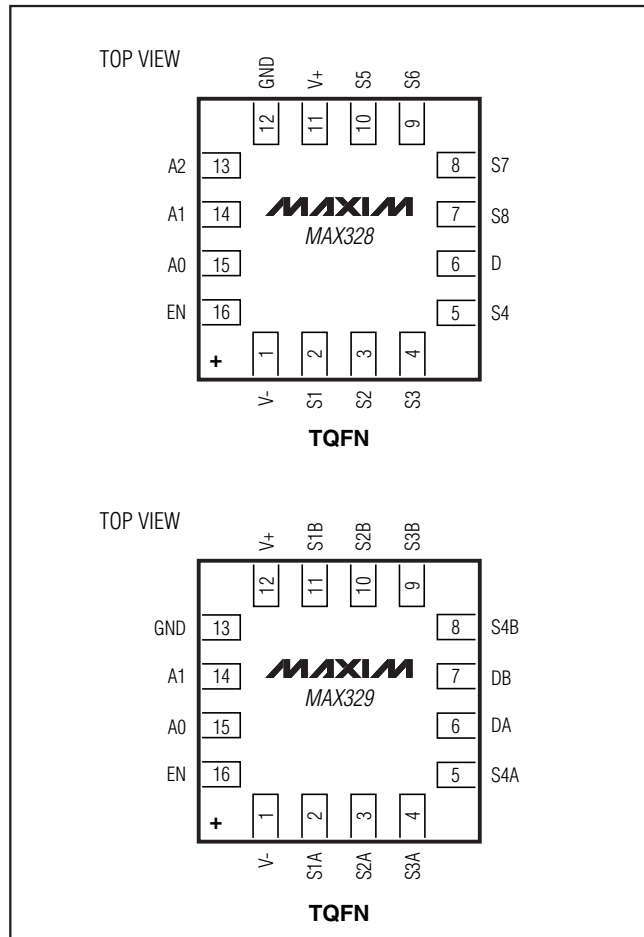 TOP VIEW
GND V+ S5 S6
12 11 10 9
A2 13 8 S7
A1 14 MAXIM 7 S8
MAX328
A0 15 6 D
EN 16 5 S4
+ 1 2 3 4
V- S1 S2 S3
TQFN
TOP VIEW
V+ S1B S2B S3B
12 11 10 9
GND 13 8 S4B
A1 14 MAXIM 7 DB
MAX329
A0 15 6 DA
EN 16 5 S4A
+ 1 2 3 4
V- S1A S2A S3A
TQFN